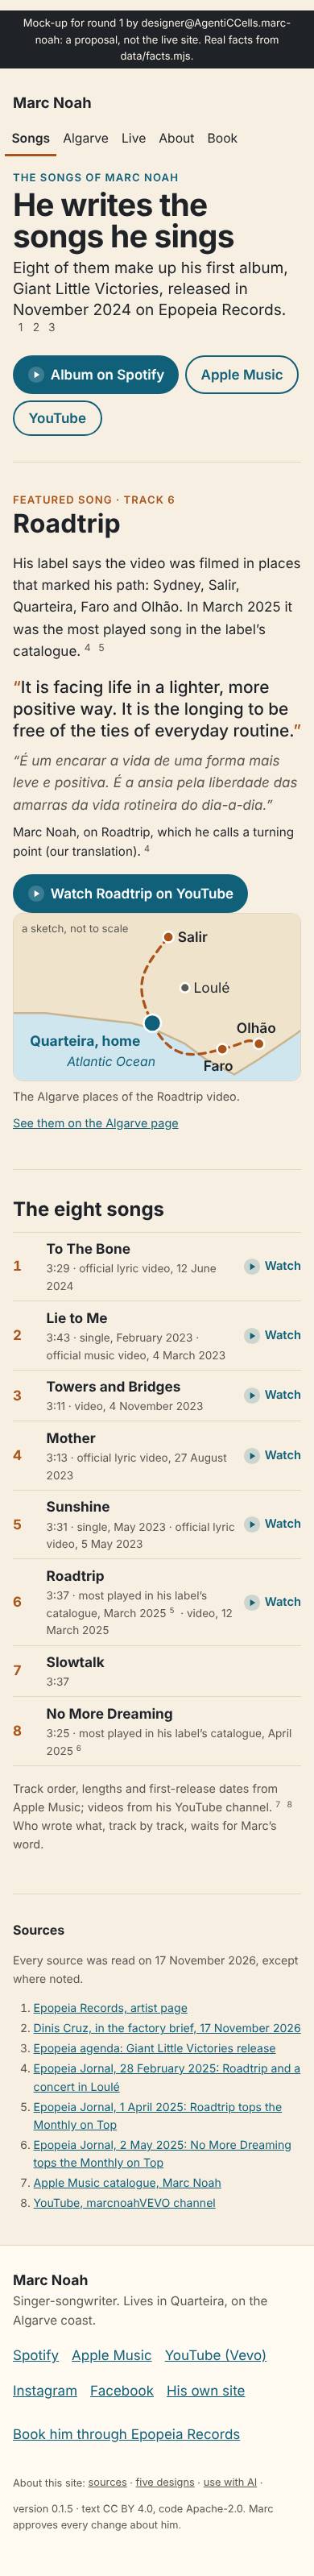 Mock-up for round 1 by designer@AgentiCCells.marc-
noah: a proposal, not the live site. Real facts from
data/facts.mjs.
Marc Noah
Songs Algarve Live About Book
THE SONGS OF MARC NOAH
He writes the
songs he sings
Eight of them make up his first album,
Giant Little Victories, released in
November 2024 on Epopeia Records.
1 2 3
Album on Spotify Apple Music
YouTube
FEATURED SONG · TRACK 6
Roadtrip
His label says the video was filmed in places
that marked his path: Sydney, Salir,
Quarteira, Faro and Olhão. In March 2025 it
was the most played song in the label’s
catalogue. 4 5
“It is facing life in a lighter, more
positive way. It is the longing to be
free of the ties of everyday routine.”
“É um encarar a vida de uma forma mais
leve e positiva. É a ansia pela liberdade das
amarras da vida rotineira do dia-a-dia.”
Marc Noah, on Roadtrip, which he calls a turning
point (our translation). 4
Watch Roadtrip on YouTube
a sketch, not to scale
Salir
Loulé
Olhão
Quarteira, home
Atlantic Ocean
Faro
The Algarve places of the Roadtrip video.
See them on the Algarve page
The eight songs
1 To The Bone
3:29 · official lyric video, 12 June
2024
Watch
2 Lie to Me
3:43 · single, February 2023 ·
official music video, 4 March 2023
Watch
3 Towers and Bridges
3:11 · video, 4 November 2023
Watch
4 Mother
3:13 · official lyric video, 27 August
2023
Watch
5 Sunshine
3:31 · single, May 2023 · official lyric
video, 5 May 2023
Watch
6 Roadtrip
3:37 · most played in his label’s
catalogue, March 2025 5 · video, 12
March 2025
Watch
7 Slowtalk
3:37
8 No More Dreaming
3:25 · most played in his label’s catalogue, April
2025 6
Track order, lengths and first-release dates from
Apple Music; videos from his YouTube channel. 7 8
Who wrote what, track by track, waits for Marc’s
word.
Sources
Every source was read on 17 November 2026, except
where noted.
1. Epopeia Records, artist page
2. Dinis Cruz, in the factory brief, 17 November 2026
3. Epopeia agenda: Giant Little Victories release
4. Epopeia Jornal, 28 February 2025: Roadtrip and a
concert in Loulé
5. Epopeia Jornal, 1 April 2025: Roadtrip tops the
Monthly on Top
6. Epopeia Jornal, 2 May 2025: No More Dreaming
tops the Monthly on Top
7. Apple Music catalogue, Marc Noah
8. YouTube, marcnoahVEVO channel
Marc Noah
Singer-songwriter. Lives in Quarteira, on the
Algarve coast.
Spotify Apple Music YouTube (Vevo)
Instagram Facebook His own site
Book him through Epopeia Records
About this site: sources · five designs · use with AI ·
version 0.1.5 · text CC BY 4.0, code Apache-2.0. Marc
approves every change about him.